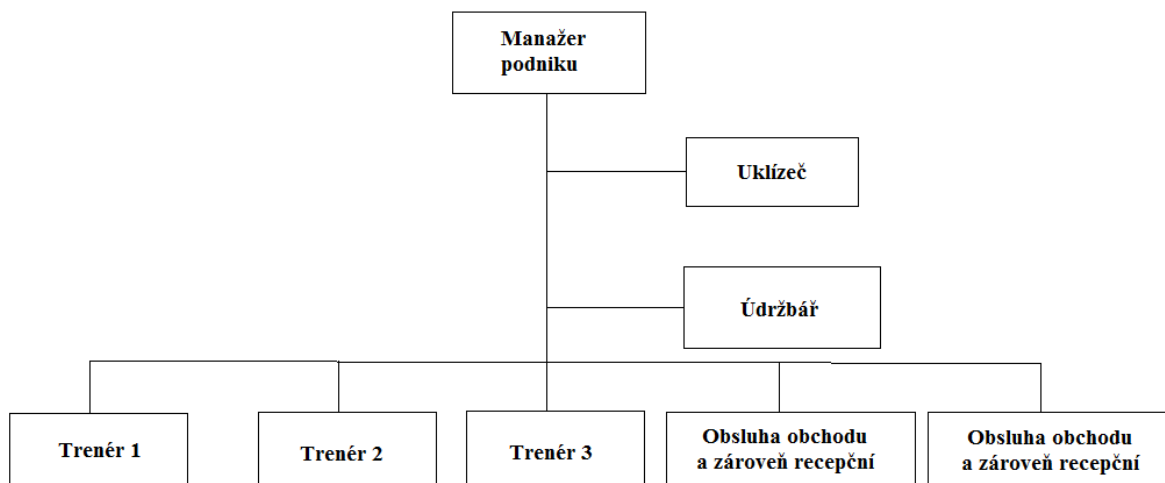 Manažer
podniku
Uklízeč
Údržbář
Trenér 1
Trenér 2
Trenér 3
Obsluha obchodu
a zároveň recepční
Obsluha obchodu
a zároveň recepční